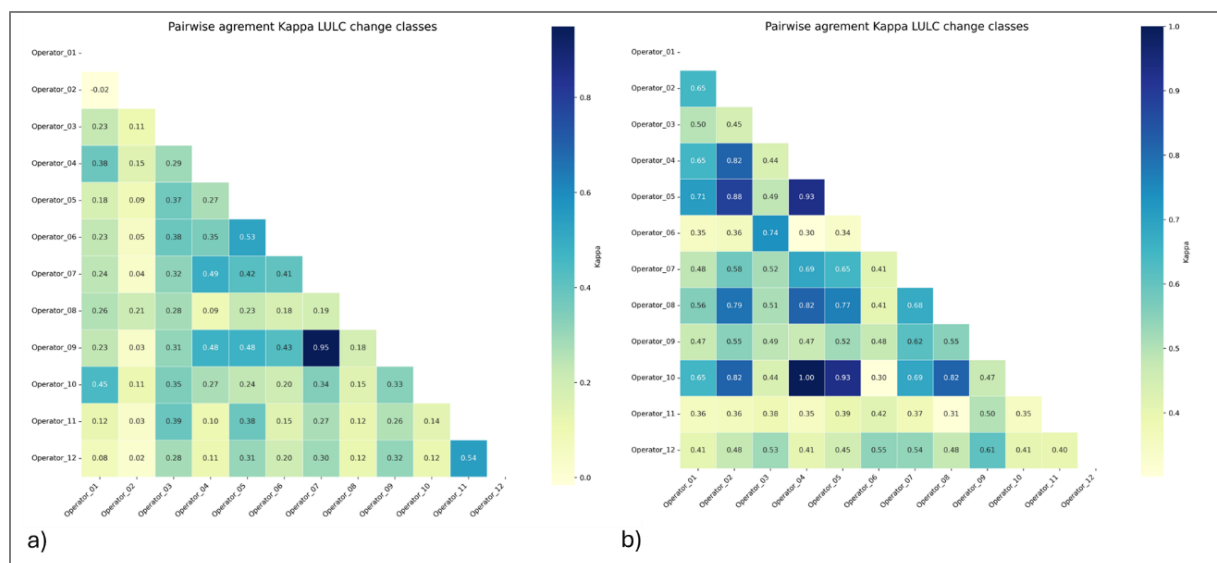 Pairwise agrement Kappa LULC change classes
Operator_01
Operator_02 -0.02
Operator_03 0.23 0.11
Operator_04 0.38 0.15 0.29
Operator_05 0.18 0.09 0.37 0.27
Operator_06 0.23 0.05 0.38 0.35 0.53
Operator_07 0.24 0.04 0.32 0.49 0.42 0.41
Operator_08 0.26 0.21 0.28 0.09 0.23 0.18 0.19
Operator_09 0.23 0.03 0.31 0.48 0.48 0.43 0.95 0.18
Operator_10 0.45 0.11 0.35 0.27 0.24 0.20 0.34 0.15 0.33
Operator_11 0.12 0.03 0.39 0.10 0.38 0.15 0.27 0.12 0.26 0.14
Operator_12 0.08 0.02 0.28 0.11 0.31 0.20 0.30 0.12 0.32 0.12 0.54
Operator_01 Operator_02 Operator_03 Operator_04 Operator_05 Operator_06 Operator_07 Operator_08 Operator_09 Operator_10 Operator_11 Operator_12
0.8
0.6
0.4
0.2
0.0
Kappa
a)
Pairwise agrement Kappa LULC change classes
Operator_01
Operator_02 0.65
Operator_03 0.50 0.45
Operator_04 0.65 0.82 0.44
Operator_05 0.71 0.88 0.49 0.93
Operator_06 0.35 0.36 0.74 0.30 0.34
Operator_07 0.48 0.58 0.52 0.69 0.65 0.41
Operator_08 0.56 0.79 0.51 0.82 0.77 0.41 0.68
Operator_09 0.47 0.55 0.49 0.47 0.52 0.48 0.62 0.55
Operator_10 0.65 0.82 0.44 1.00 0.93 0.30 0.69 0.82 0.47
Operator_11 0.36 0.36 0.38 0.35 0.39 0.42 0.37 0.31 0.50 0.35
Operator_12 0.41 0.48 0.53 0.41 0.45 0.55 0.54 0.48 0.61 0.41 0.40
Operator_01 Operator_02 Operator_03 Operator_04 Operator_05 Operator_06 Operator_07 Operator_08 Operator_09 Operator_10 Operator_11 Operator_12
1.0
0.9
0.8
0.7
0.6
0.5
0.4
Kappa
b)